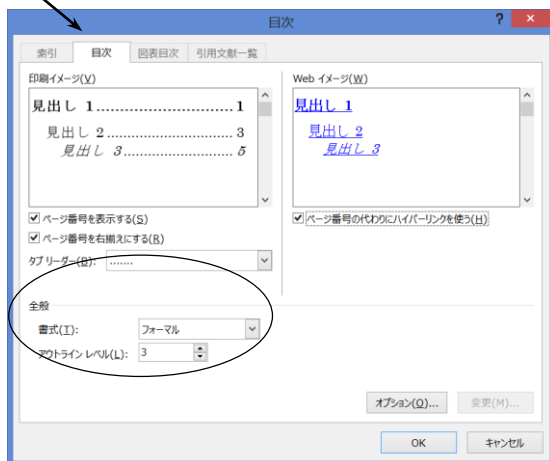 目次
? ×
索引 目次 図表目次 引用文献一覧
印刷イメージ(V)
見出し 1..............................1
見出し 2............................3
見出し 3.......................... 5
Web イメージ(W)
見出し 1
見出し 2
見出し 3
ページ番号を表示する(S)
ページ番号を右揃えにする(R)
タブ リーダー(B): .......
ページ番号の代わりにハイパーリンクを使う(H)
全般
書式(T): フォーマル
アウトライン レベル(L): 3
オプション(O)... 変更(M)...
OK キャンセル